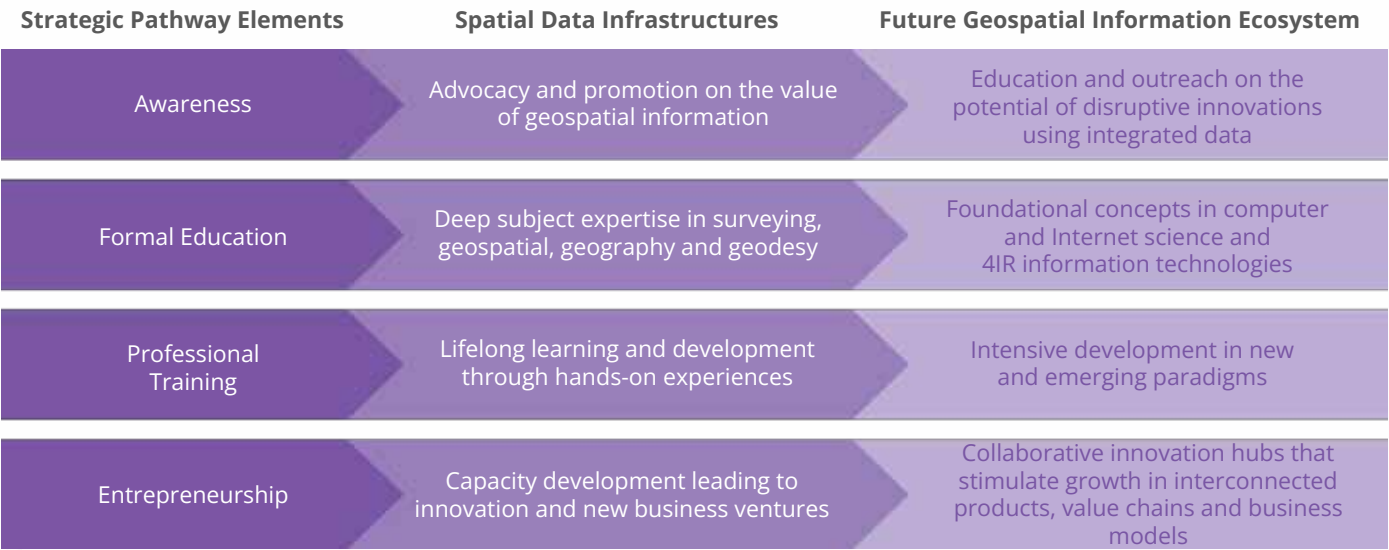 Strategic Pathway Elements
Spatial Data Infrastructures
Future Geospatial Information Ecosystem
Awareness
Advocacy and promotion on the value
of geospatial information
Education and outreach on the
potential of disruptive innovations
using integrated data
Formal Education
Deep subject expertise in surveying,
geospatial, geography and geodesy
Foundational concepts in computer
and Internet science and
4IR information technologies
Professional
Training
Lifelong learning and development
through hands-on experiences
Intensive development in new
and emerging paradigms
Entrepreneurship
Capacity development leading to
innovation and new business ventures
Collaborative innovation hubs that
stimulate growth in interconnected
products, value chains and business
models